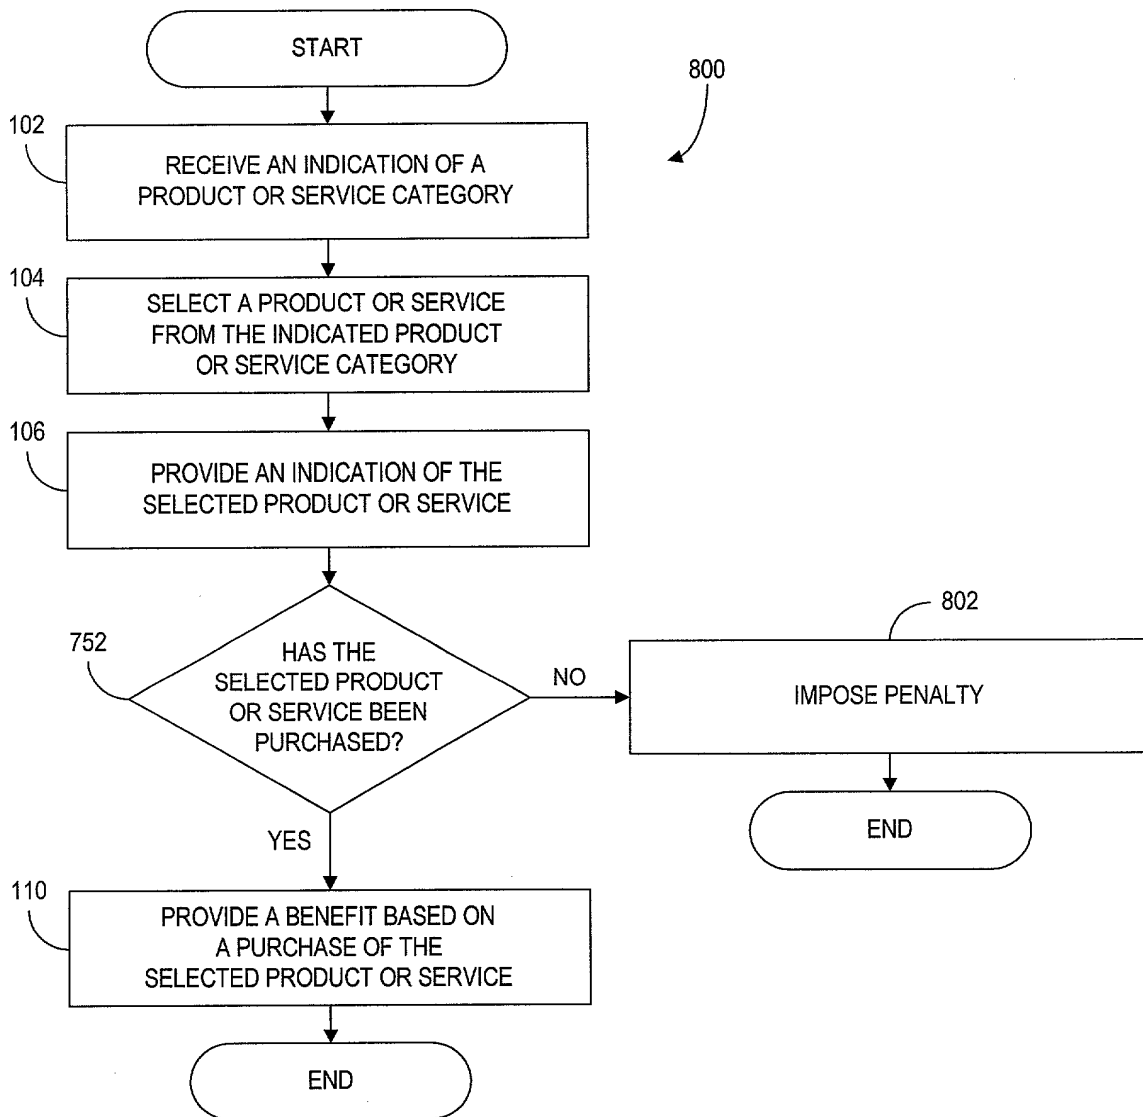 START
800
102
RECEIVE AN INDICATION OF A
PRODUCT OR SERVICE CATEGORY
104
SELECT A PRODUCT OR SERVICE
FROM THE INDICATED PRODUCT
OR SERVICE CATEGORY
106
PROVIDE AN INDICATION OF THE
SELECTED PRODUCT OR SERVICE
752
HAS THE
SELECTED PRODUCT
OR SERVICE BEEN
PURCHASED?
NO
802
IMPOSE PENALTY
END
YES
110
PROVIDE A BENEFIT BASED ON
A PURCHASE OF THE
SELECTED PRODUCT OR SERVICE
END